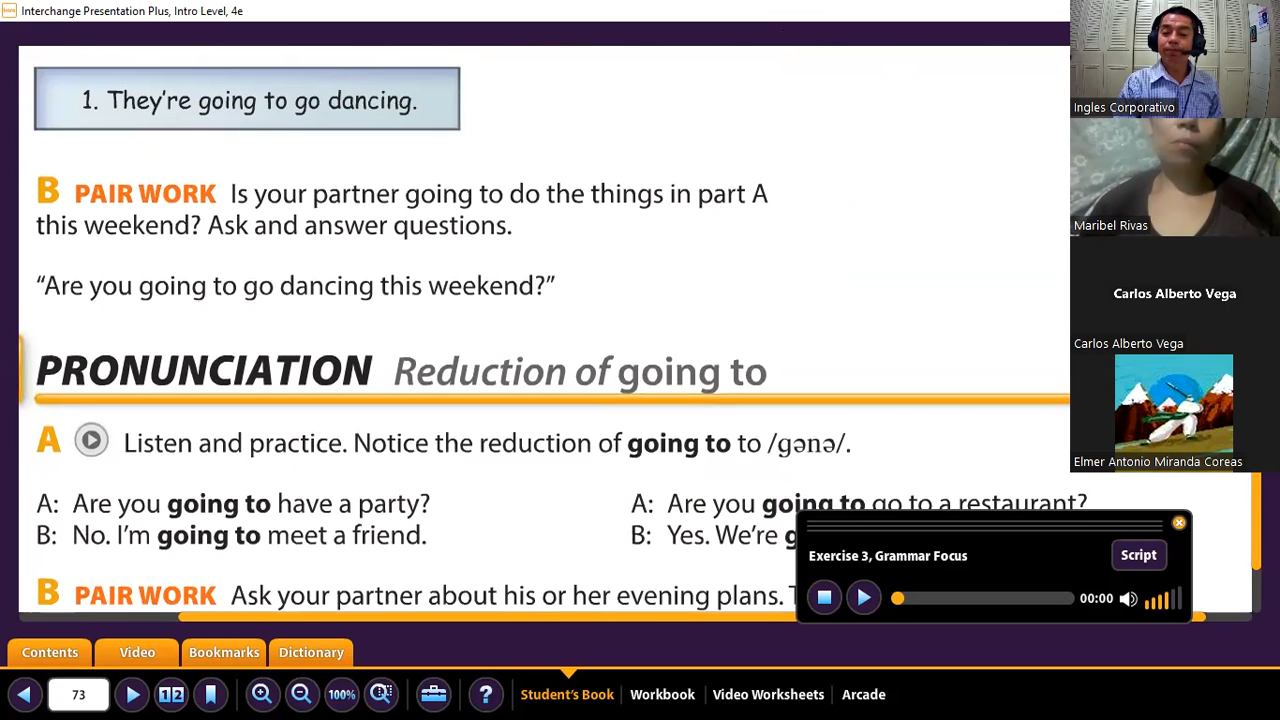 Interchange Presentation Plus, Intro Level, 4e
1. They're going to go dancing.
B PAIR WORK Is your partner going to do the things in part A
this weekend? Ask and answer questions.
"Are you going to go dancing this weekend?"
PRONUNCIATION Reduction of going to
A Listen and practice. Notice the reduction of going to to /gənə/.
A: Are you going to have a party?
B: No. I'm going to meet a friend.
A: Are you going to go to a restaurant?
B: Yes. We're
B PAIR WORK Ask your partner about his or her evening plans.
Exercise 3, Grammar Focus
Script
00:00
Ingles Corporativo
Maribel Rivas
Carlos Alberto Vega
Carlos Alberto Vega
Elmer Antonio Miranda Coreas
Contents
Video
Bookmarks
Dictionary
73
1 2
100%
?
Student's Book
Workbook
Video Worksheets
Arcade